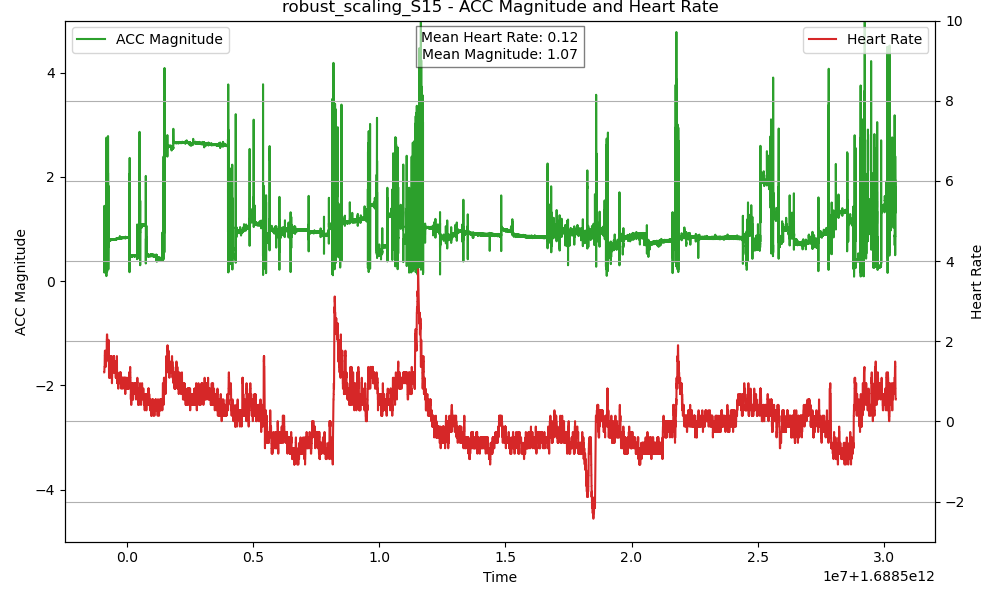 robust_scaling_S15 - ACC Magnitude and Heart Rate
ACC Magnitude
Mean Heart Rate: 0.12
Mean Magnitude: 1.07
Heart Rate
4
2
0
−2
−4
ACC Magnitude
10
8
6
4
2
0
−2
Heart Rate
0.0 0.5 1.0 1.5 2.0 2.5 3.0
Time
1e7+1.6885e12